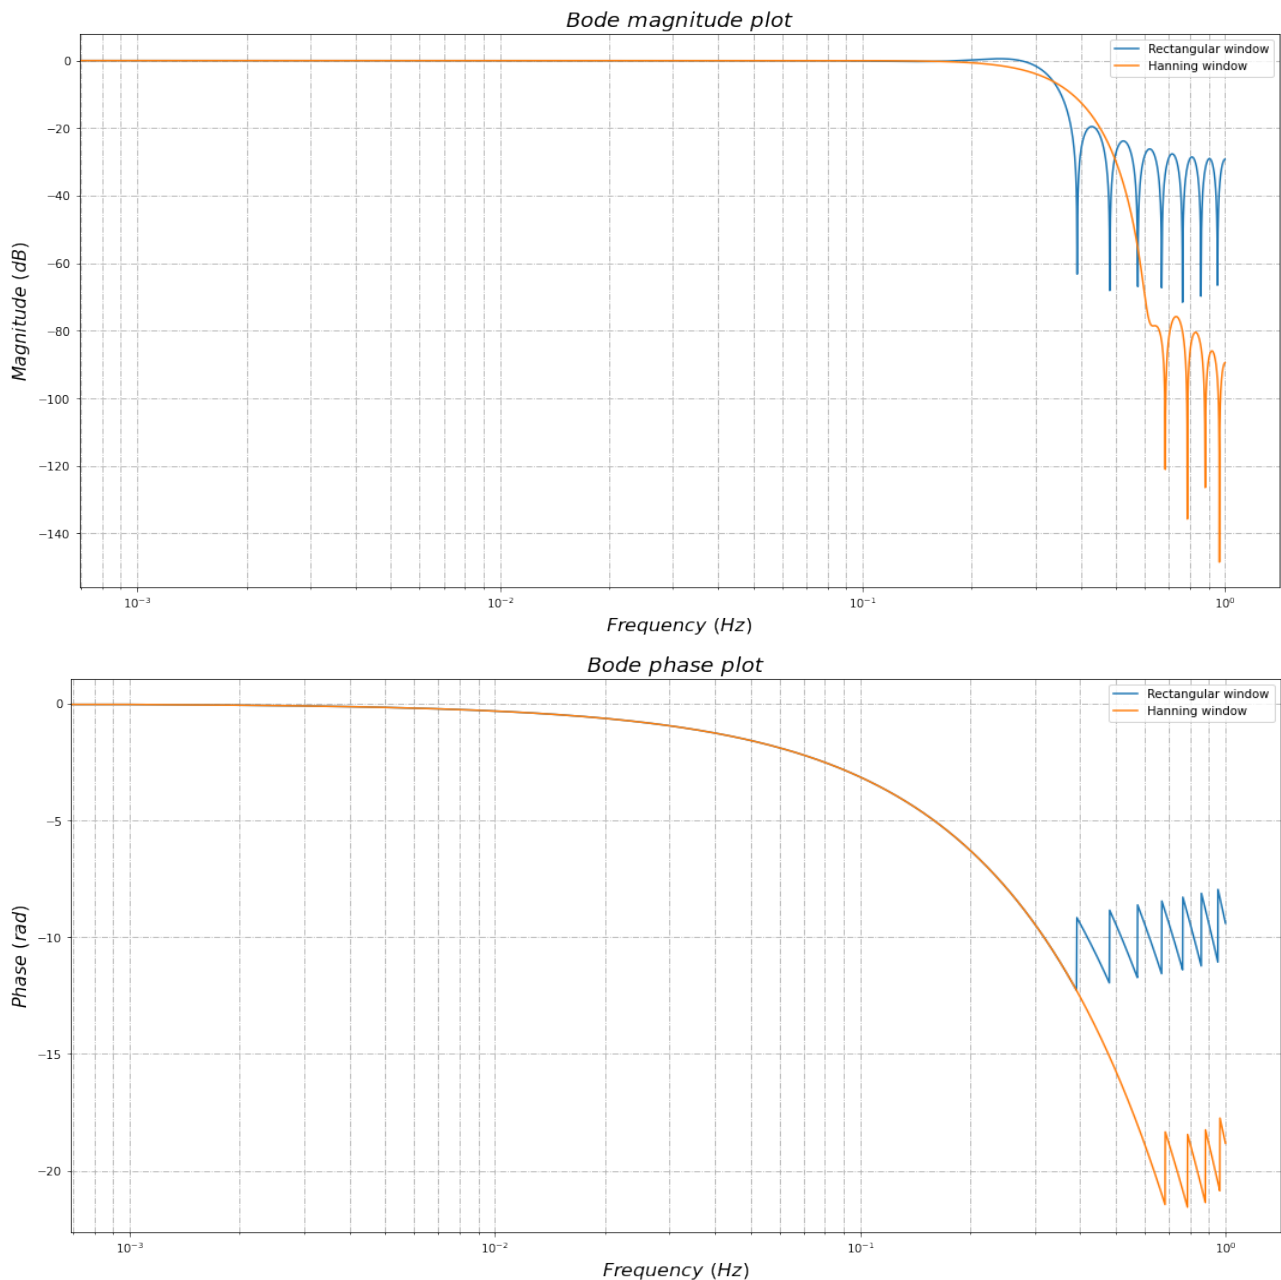 Bode magnitude plot
Rectangular window
Hanning window
Magnitude (dB)
0
−20
−40
−60
−80
−100
−120
−140
10⁻³
10⁻²
10⁻¹
10⁰
Frequency (Hz)
Bode phase plot
Rectangular window
Hanning window
Phase (rad)
0
−5
−10
−15
−20
10⁻³
10⁻²
10⁻¹
10⁰
Frequency (Hz)